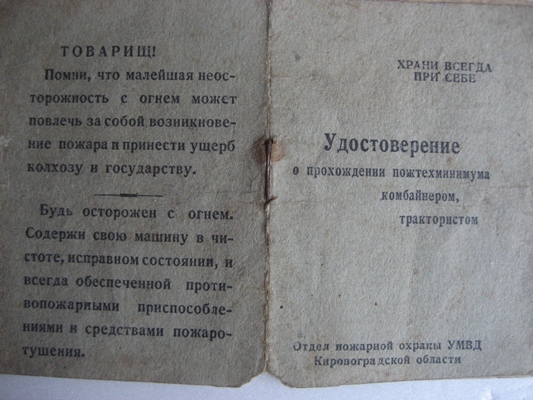 ТОВАРИЩ!
Помни, что малейшая неос-
торожность с огнем может
повлечь за собой возникнове-
ние пожара и принести ущерб
колхозу и государству.
Будь осторожен с огнем.
Содержи свою машину в чи-
стоте, исправном состоянии, и
всегда обеспеченной проти-
вопожарными приспособле-
ниями и средствами пожаро-
тушения.
ХРАНИ ВСЕГДА
ПРИ СЕБЕ
Удостоверение
о прохождении пожтехминимума
комбайнером,
трактористом
Отдел пожарной охраны УМВД
Кировоградской области